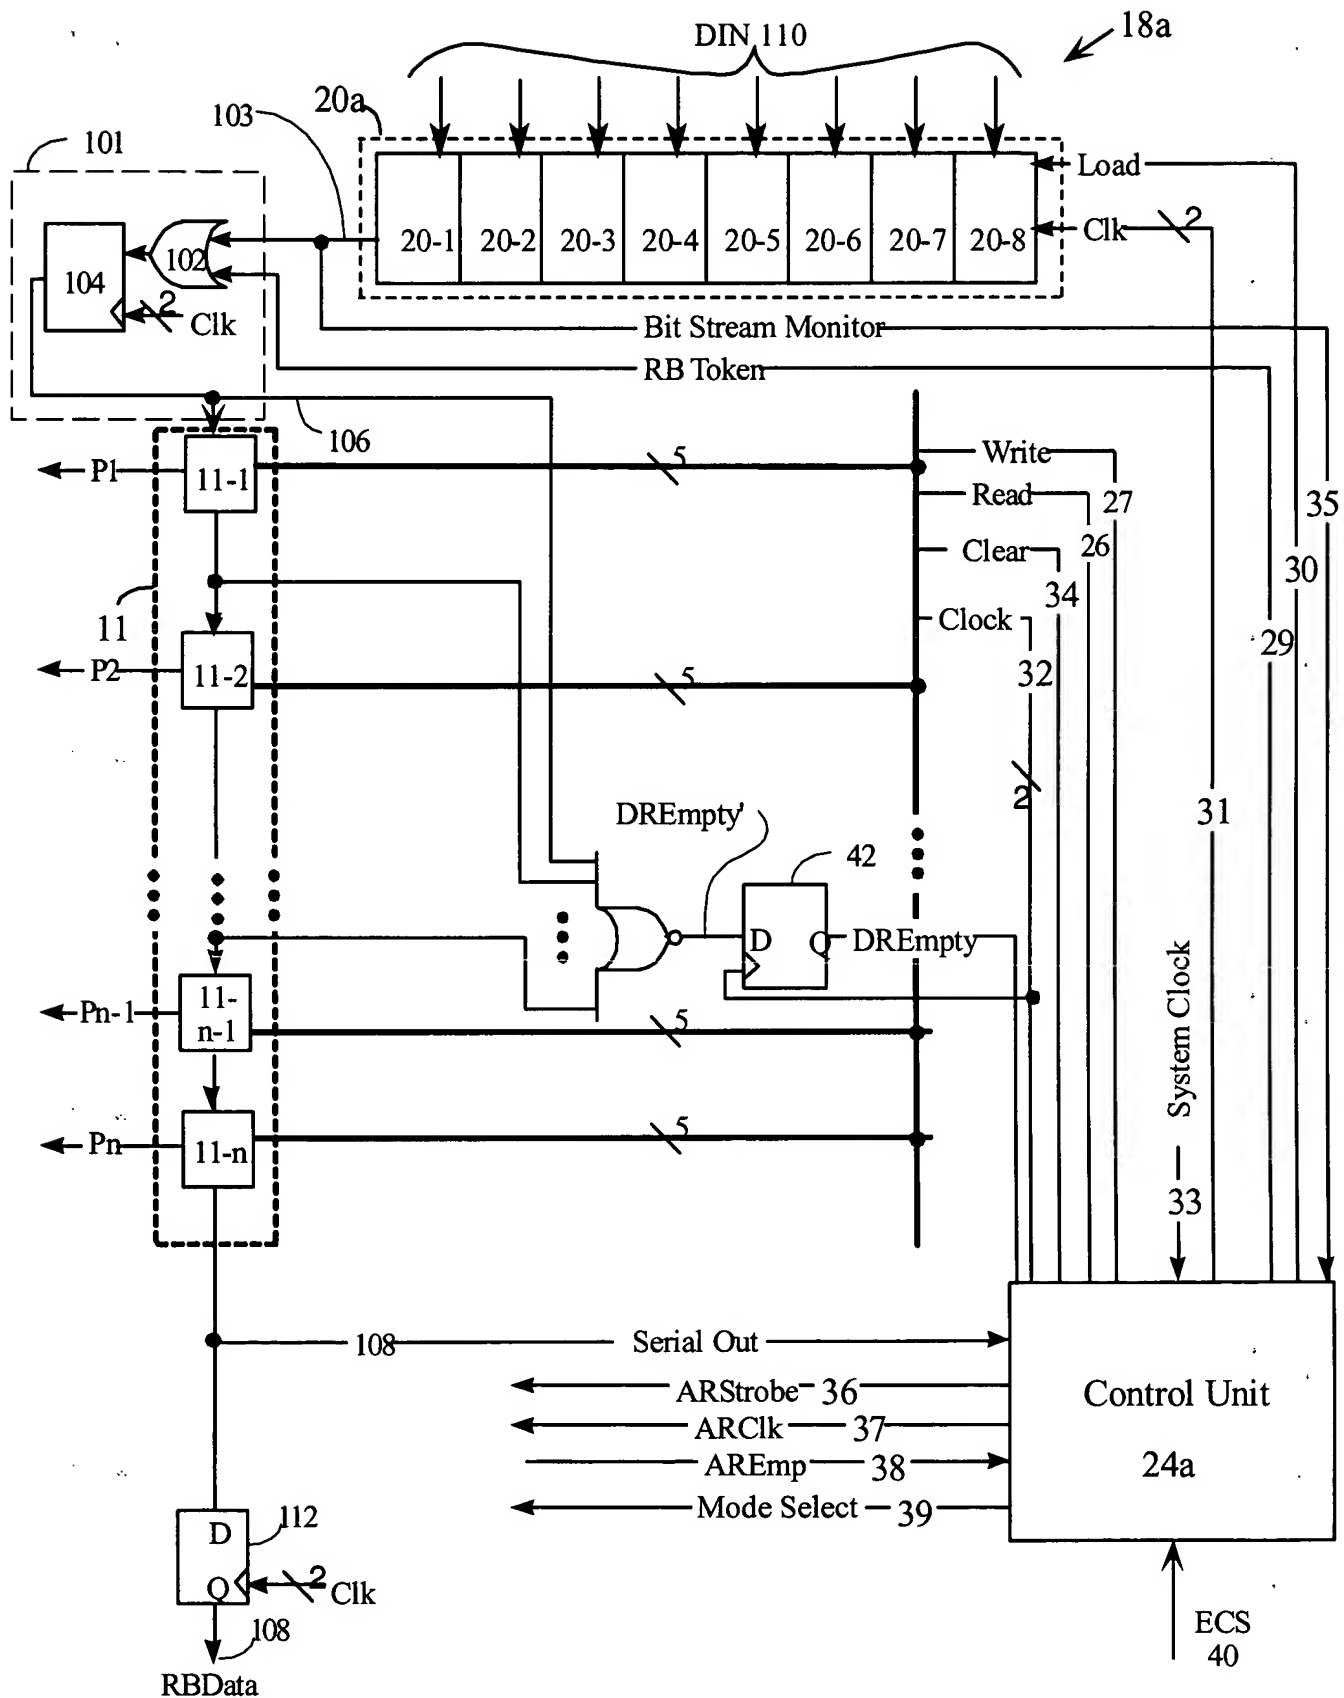 DIN 110
18a
20a
103
101
Load
20-1 20-2 20-3 20-4 20-5 20-6 20-7 20-8
Clk 2
102
104
2
Clk
Bit Stream Monitor
RB Token
106
P1
11-1
5
Write
Read
27
35
Clear
26
30
34
11
Clock
29
P2
11-2
5
32
2
DREmpty'
31
42
D Q
DREmpty
System Clock
Pn-1
11-
n-1
5
Pn
11-n
5
33
108
Serial Out
ARStrobe 36
ARClk 37
AREmp 38
Mode Select 39
Control Unit
24a
112
D
Q
2
Clk
108
RBData
ECS
40